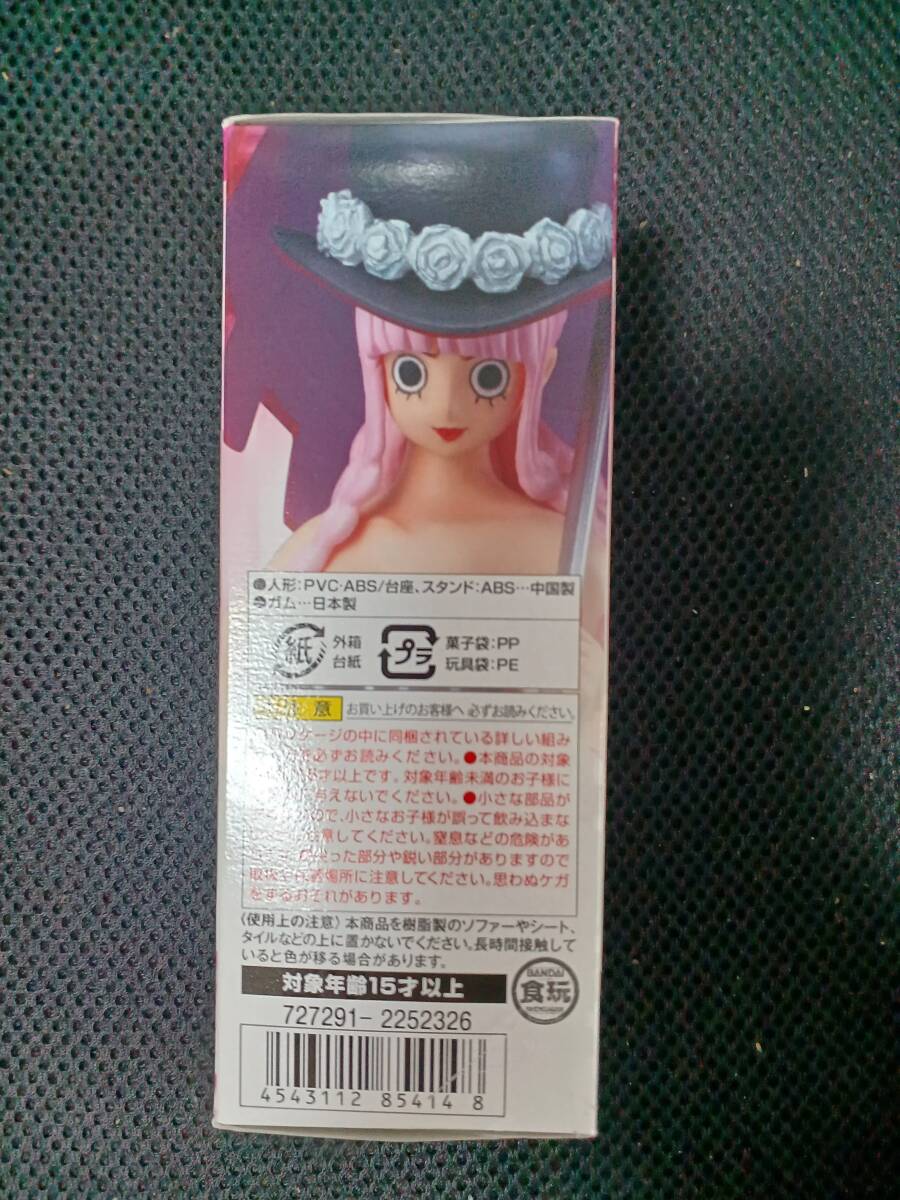 ●人形:PVC・ABS/台座、スタンド:ABS…中国製
ガム…日本製
紙
外箱
台紙
プラ
菓子袋:PP
玩具袋:PE
意
お買い上げのお客様へ 必ずお読みください。
ケージの中に同梱されている詳しい組み
必ずお読みください。●本商品の対象
才以上です。対象年齢未満のお子様に
与えないでください。●小さな部品が
で、小さなお子様が誤って飲み込まな
意してください。窒息などの危険があ
った部分や鋭い部分がありますので
取扱 場所に注意してください。思わぬケガ
をするおそれがあります。
〈使用上の注意〉本商品を樹脂製のソファーやシート、
タイルなどの上に置かないでください。長時間接触して
いると色が移る場合があります。
対象年齢15才以上
BANDAI
食玩
727291-2252326
4543112 85414 8